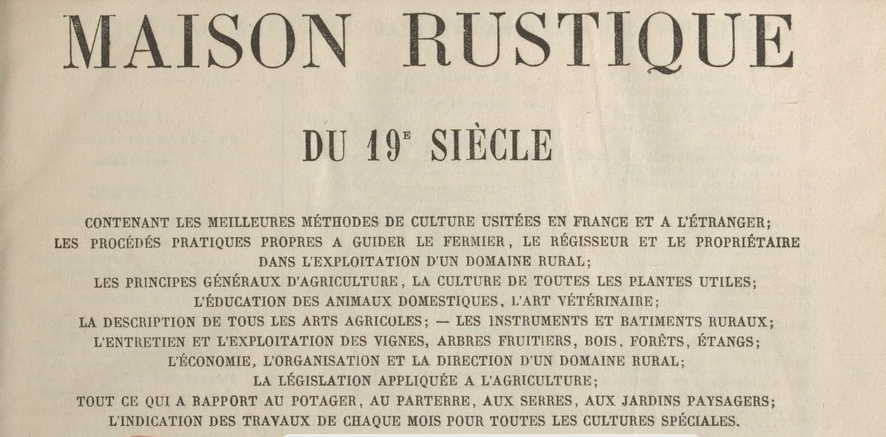 MAISON RUSTIQUE
DU 19E SIÈCLE
CONTENANT LES MEILLEURES MÉTHODES DE CULTURE USITÉES EN FRANCE ET A L'ÉTRANGER;
LES PROCÉDÉS PRATIQUES PROPRES A GUIDER LE FERMIER, LE RÉGISSEUR ET LE PROPRIÉTAIRE
DANS L'EXPLOITATION D'UN DOMAINE RURAL;
LES PRINCIPES GÉNÉRAUX D'AGRICULTURE, LA CULTURE DE TOUTES LES PLANTES UTILES;
L'ÉDUCATION DES ANIMAUX DOMESTIQUES, L'ART VÉTÉRINAIRE;
LA DESCRIPTION DE TOUS LES ARTS AGRICOLES; — LES INSTRUMENTS ET BATIMENTS RURAUX;
L'ENTRETIEN ET L'EXPLOITATION DES VIGNES, ARBRES FRUITIERS, BOIS, FORÊTS, ÉTANGS;
L'ÉCONOMIE, L'ORGANISATION ET LA DIRECTION D'UN DOMAINE RURAL;
LA LÉGISLATION APPLIQUÉE A L'AGRICULTURE;
TOUT CE QUI A RAPPORT AU POTAGER, AU PARTERRE, AUX SERRES, AUX JARDINS PAYSAGERS;
L'INDICATION DES TRAVAUX DE CHAQUE MOIS POUR TOUTES LES CULTURES SPÉCIALES.